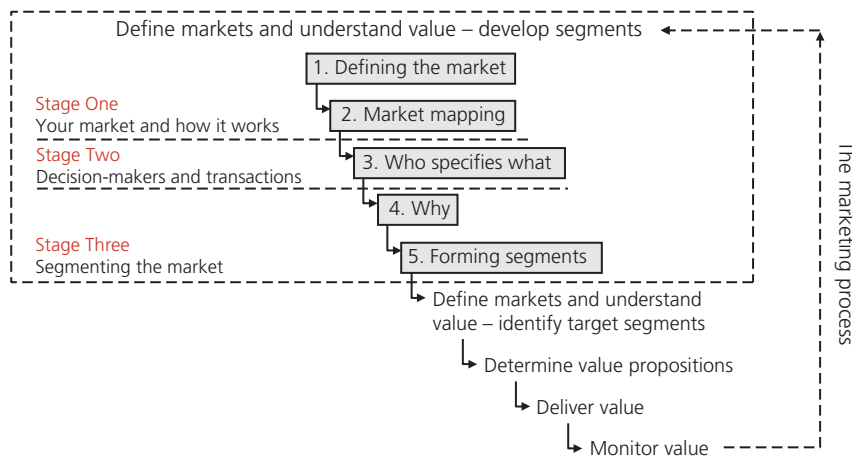 Define markets and understand value – develop segments
1. Defining the market
Stage One
Your market and how it works
2. Market mapping
Stage Two
Decision-makers and transactions
3. Who specifies what
4. Why
Stage Three
Segmenting the market
5. Forming segments
Define markets and understand
value – identify target segments
Determine value propositions
Deliver value
Monitor value
The marketing process